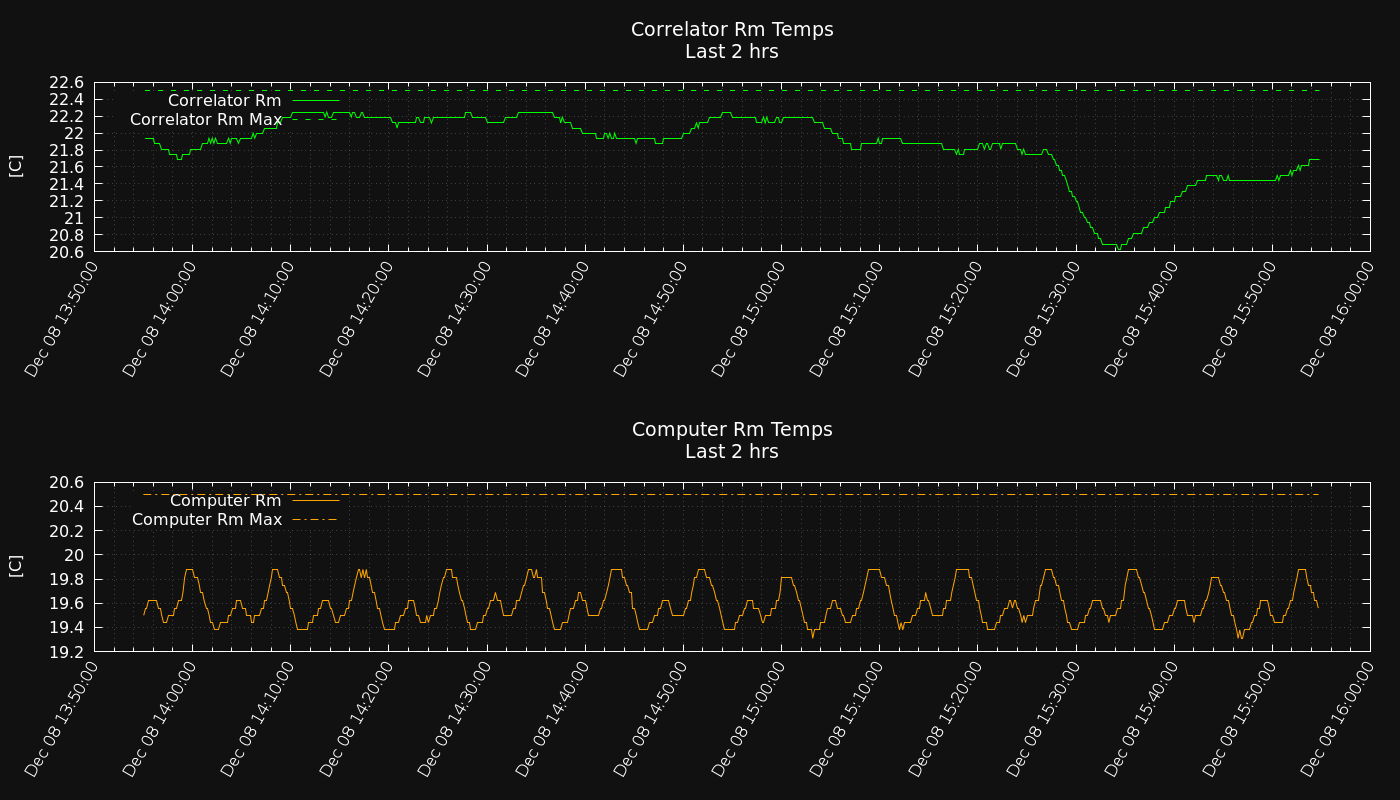 Correlator Rm Temps
Last 2 hrs
22.6
22.4
22.2
22
21.8
21.6
21.4
21.2
21
20.8
20.6
[C]
Correlator Rm
Correlator Rm Max
Dec 08 13:50:00
Dec 08 14:00:00
Dec 08 14:10:00
Dec 08 14:20:00
Dec 08 14:30:00
Dec 08 14:40:00
Dec 08 14:50:00
Dec 08 15:00:00
Dec 08 15:10:00
Dec 08 15:20:00
Dec 08 15:30:00
Dec 08 15:40:00
Dec 08 15:50:00
Dec 08 16:00:00
Computer Rm Temps
Last 2 hrs
20.6
20.4
20.2
20
19.8
19.6
19.4
19.2
[C]
Computer Rm
Computer Rm Max
Dec 08 13:50:00
Dec 08 14:00:00
Dec 08 14:10:00
Dec 08 14:20:00
Dec 08 14:30:00
Dec 08 14:40:00
Dec 08 14:50:00
Dec 08 15:00:00
Dec 08 15:10:00
Dec 08 15:20:00
Dec 08 15:30:00
Dec 08 15:40:00
Dec 08 15:50:00
Dec 08 16:00:00